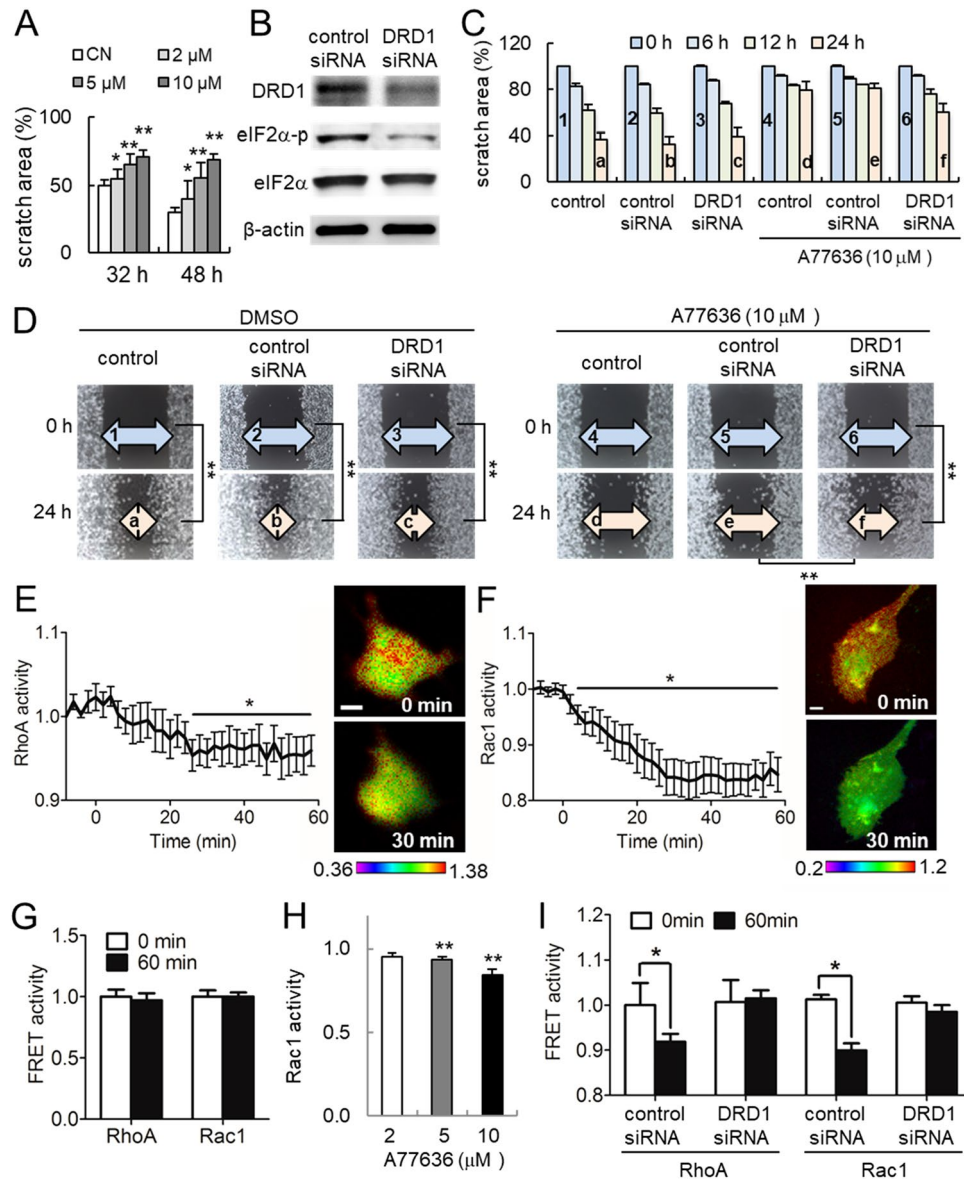 A
CN 2 µM
5 µM 10 µM
scratch area (%)
100
50
0
* ** ** * ** **
32 h 48 h
B
control siRNA DRD1 siRNA
DRD1
eIF2α-p
eIF2α
β-actin
C
0 h 6 h 12 h 24 h
scratch area (%)
120
80
40
0
1 a 2 b 3 c 4 d 5 e 6 f
control control siRNA DRD1 siRNA control control siRNA DRD1 siRNA
A77636 (10 µM )
D
DMSO
control control siRNA DRD1 siRNA
A77636 (10 µM )
control control siRNA DRD1 siRNA
0 h
1 2 3
24 h
a b c
** ** **
0 h
4 5 6
24 h
d e f
**
**
E
RhoA activity
1.1
1.0
0.9
*
0 20 40 60
Time (min)
0 min
30 min
0.36 1.38
F
Rac1 activity
1.1
1.0
0.9
0.8
*
0 20 40 60
Time (min)
0 min
30 min
0.2 1.2
G
0 min
60 min
FRET activity
1.5
1.0
0.5
0.0
RhoA Rac1
H
Rac1 activity
1.0
0.5
0.0
** **
2 5 10
A77636 (µM )
I
0min 60min
FRET activity
1.2
1.1
1.0
0.9
0.8
* *
control siRNA DRD1 siRNA control siRNA DRD1 siRNA
RhoA Rac1